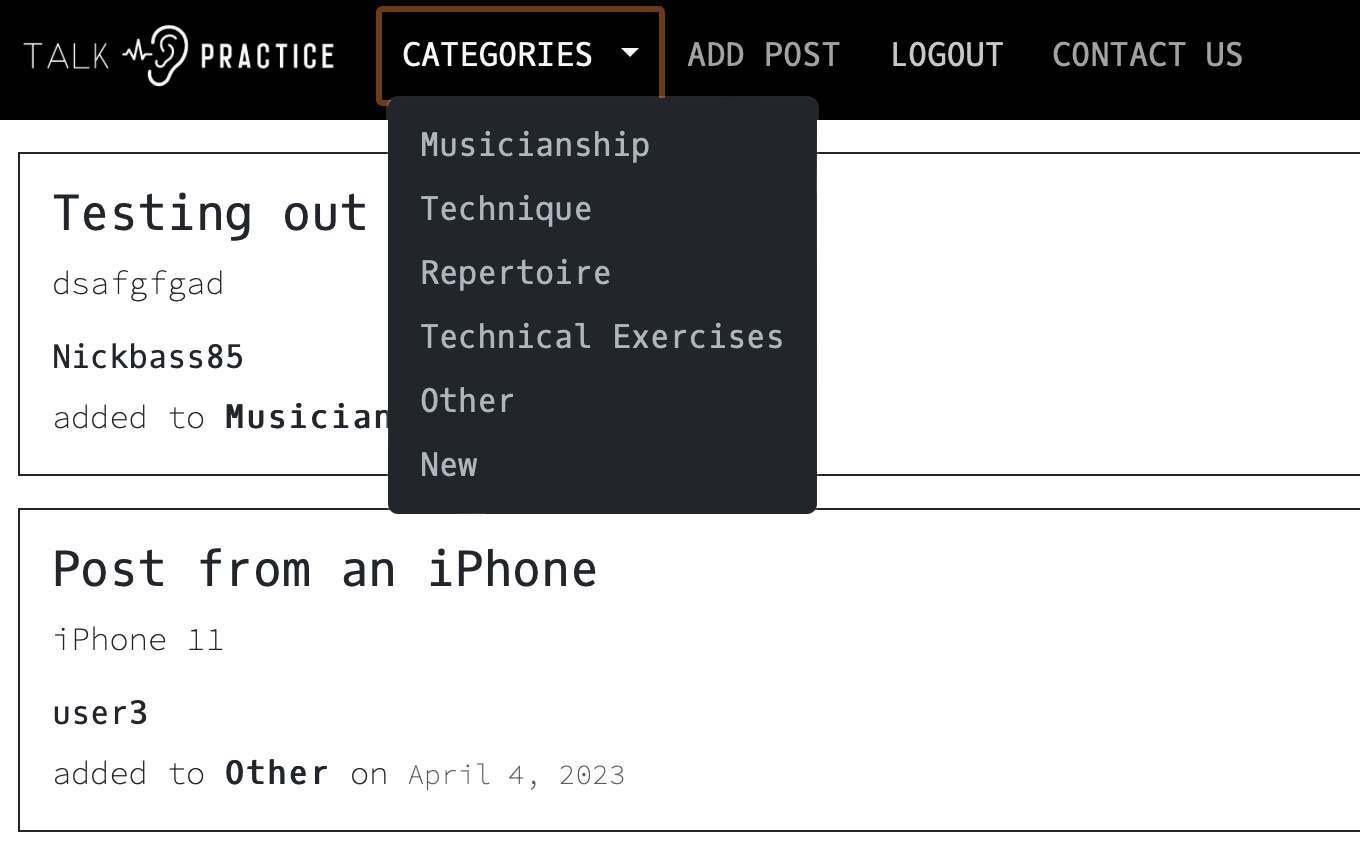 TALK PRACTICE
CATEGORIES ADD POST LOGOUT CONTACT US
Musicianship
Technique
Repertoire
Technical Exercises
Other
New
Testing out
dsafgfgad
Nickbass85
added to Musician
Post from an iPhone
iPhone 11
user3
added to Other on April 4, 2023